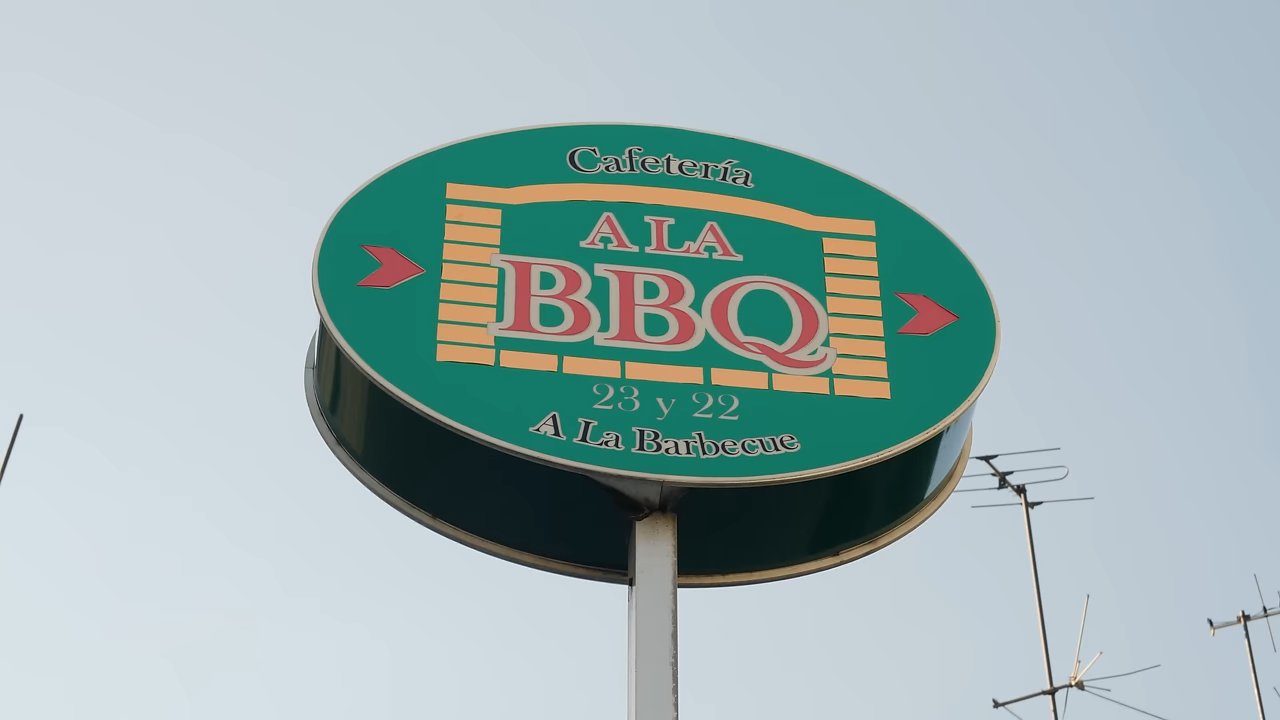 Cafetería
A LA
BBQ
23 y 22
A La Barbecue